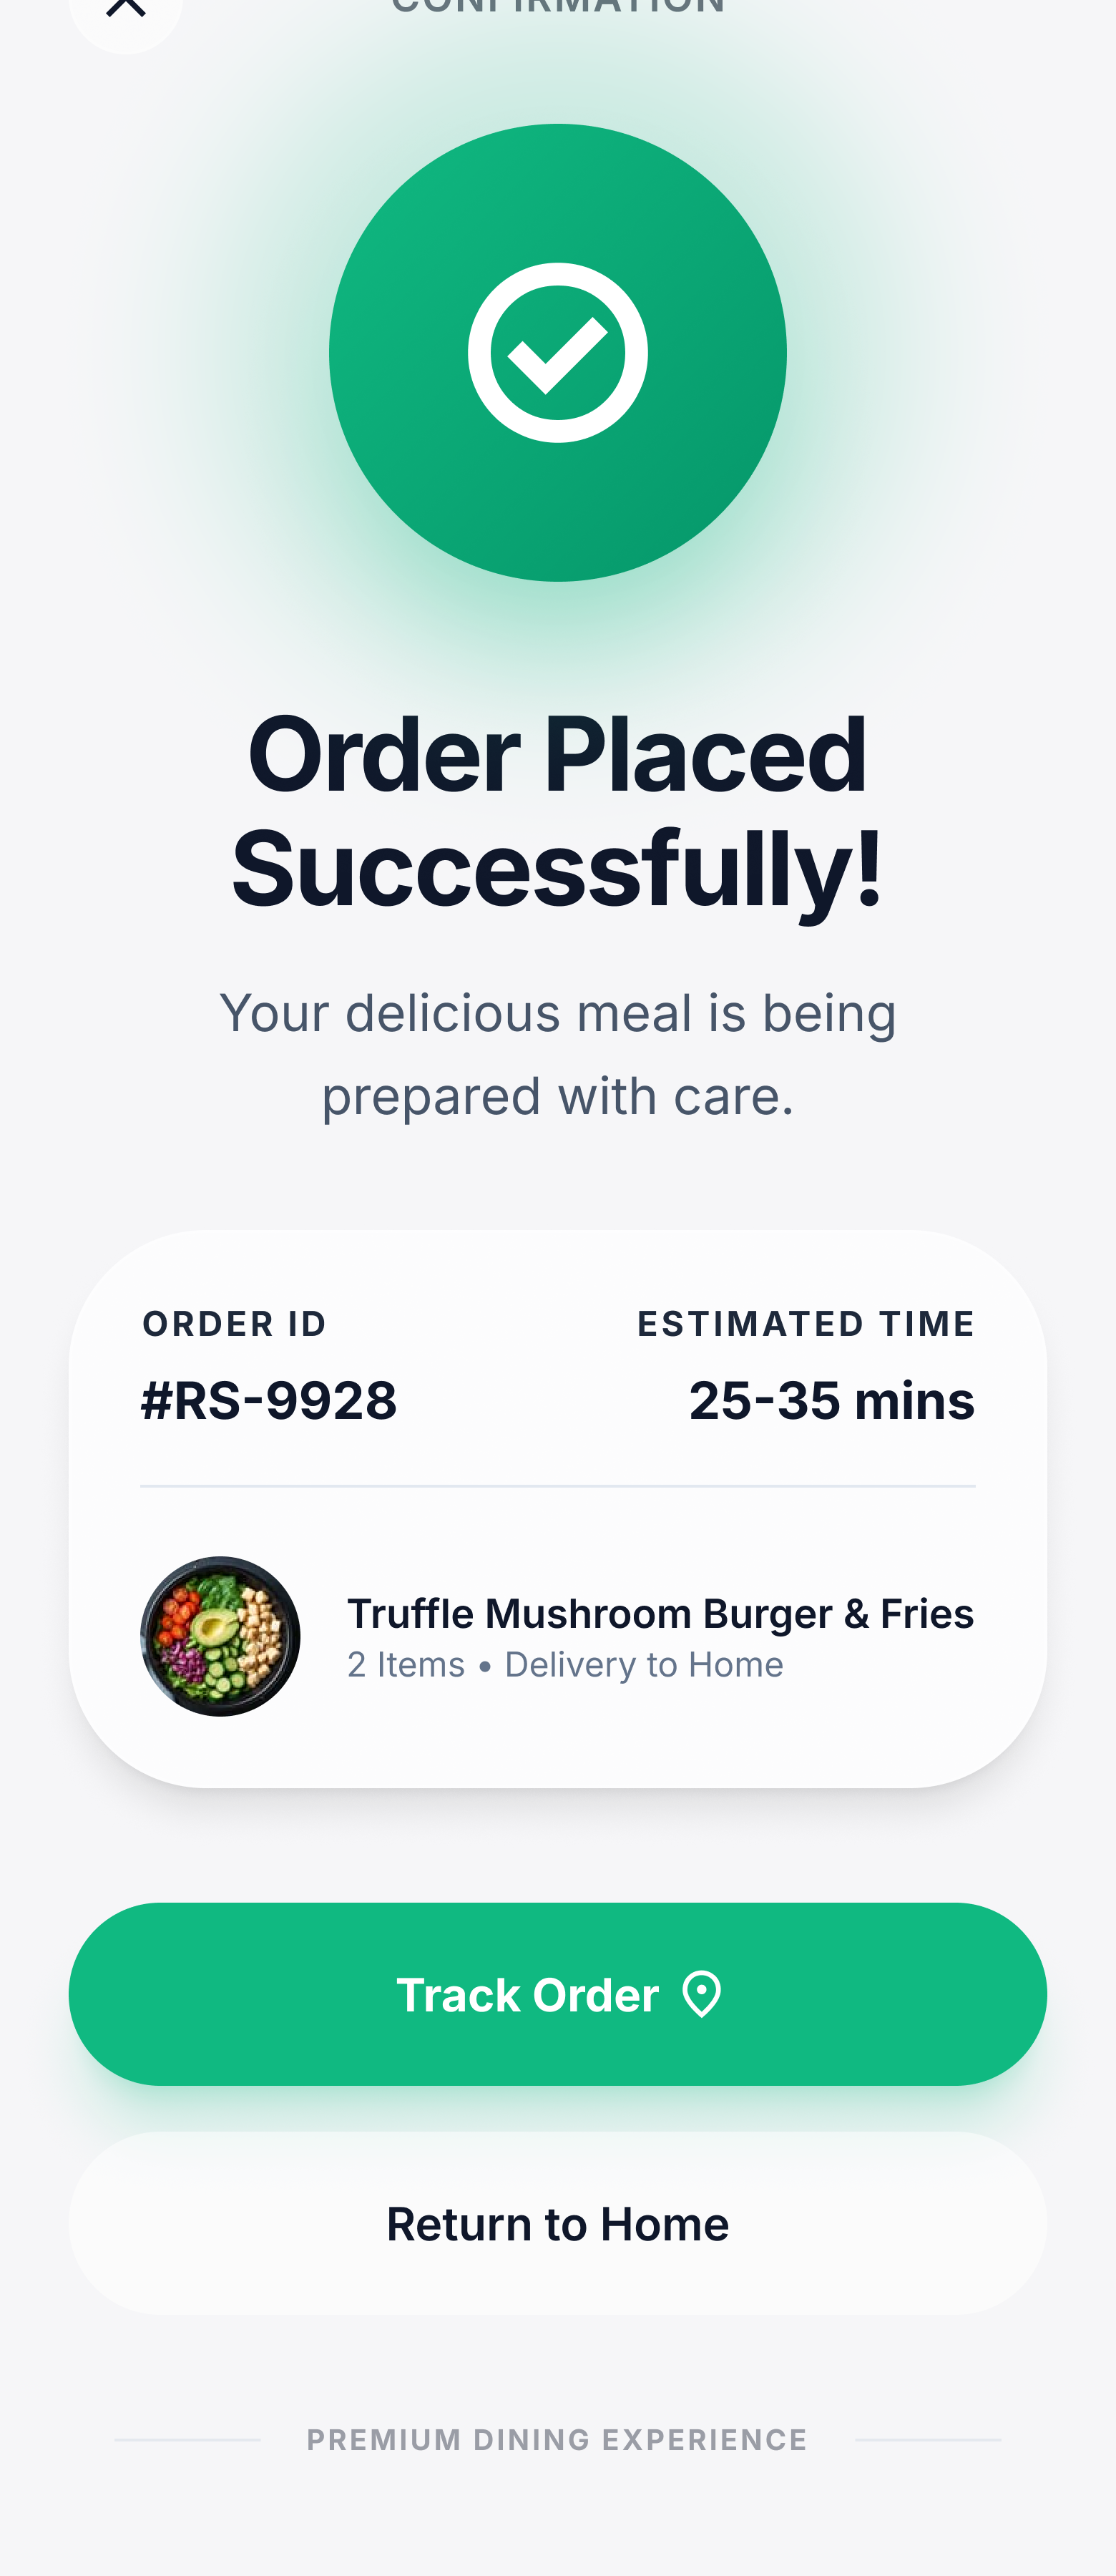 CONFIRMATION
Order Placed
Successfully!
Your delicious meal is being
prepared with care.
ORDER ID
ESTIMATED TIME
#RS-9928
25-35 mins
Truffle Mushroom Burger & Fries
2 Items • Delivery to Home
Track Order
Return to Home
PREMIUM DINING EXPERIENCE